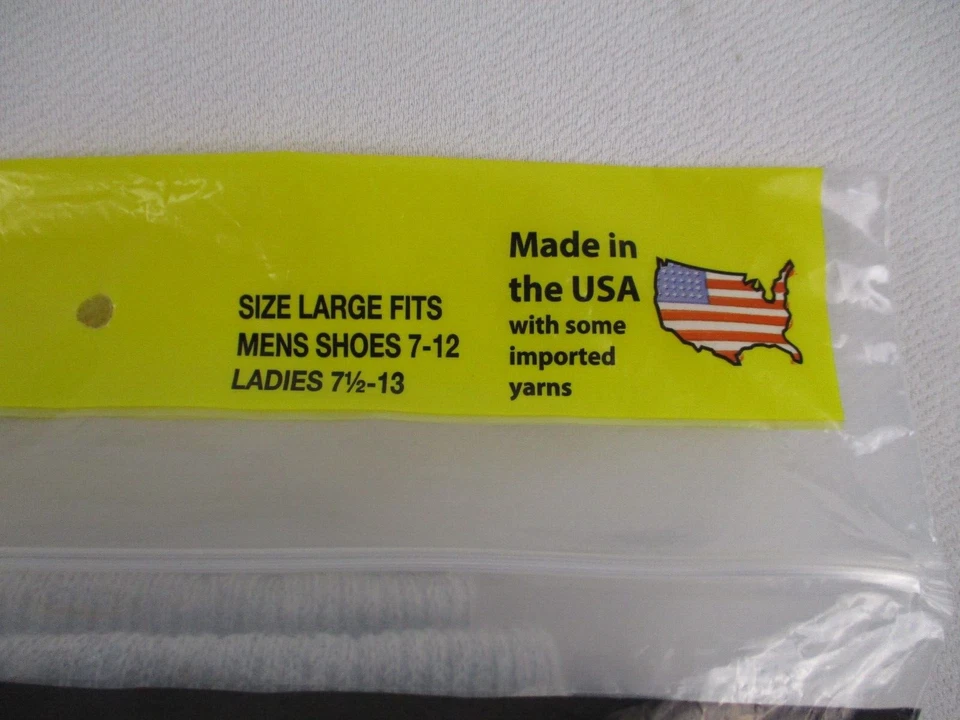 SIZE LARGE FITS
MENS SHOES 7-12
LADIES 7½-13
Made in
the USA
with some
imported
yarns